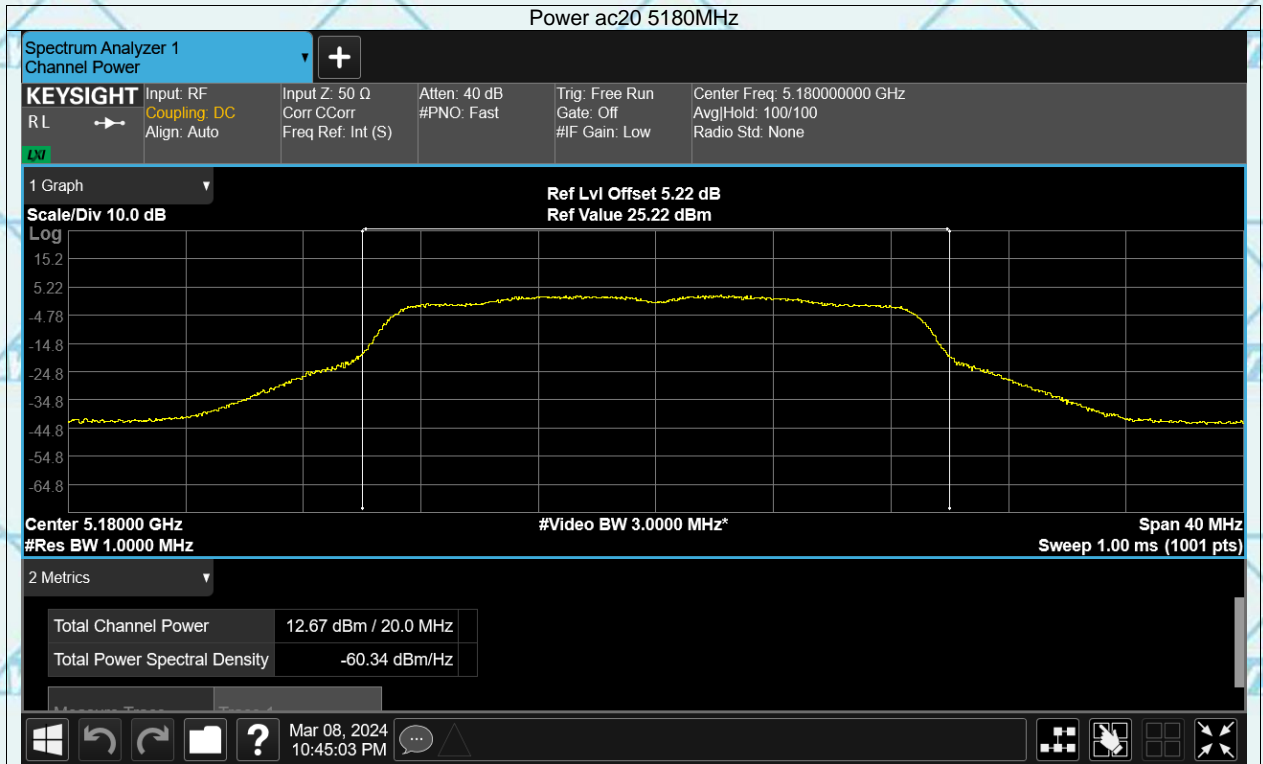 Power ac20 5180MHz
Spectrum Analyzer 1
Channel Power
KEYSIGHT
R L
LXI
Input: RF
Coupling: DC
Align: Auto
Input Z: 50 Ω
Corr CCorr
Freq Ref: Int (S)
Atten: 40 dB
#PNO: Fast
Trig: Free Run
Gate: Off
#IF Gain: Low
Center Freq: 5.180000000 GHz
Avg|Hold: 100/100
Radio Std: None
1 Graph
Scale/Div 10.0 dB
Ref Lvl Offset 5.22 dB
Ref Value 25.22 dBm
Log
15.2
5.22
-4.78
-14.8
-24.8
-34.8
-44.8
-54.8
-64.8
Center 5.18000 GHz
#Video BW 3.0000 MHz*
Span 40 MHz
#Res BW 1.0000 MHz
Sweep 1.00 ms (1001 pts)
2 Metrics
Total Channel Power 12.67 dBm / 20.0 MHz
Total Power Spectral Density -60.34 dBm/Hz
Measure Trace Trace 1
?
Mar 08, 2024
10:45:03 PM